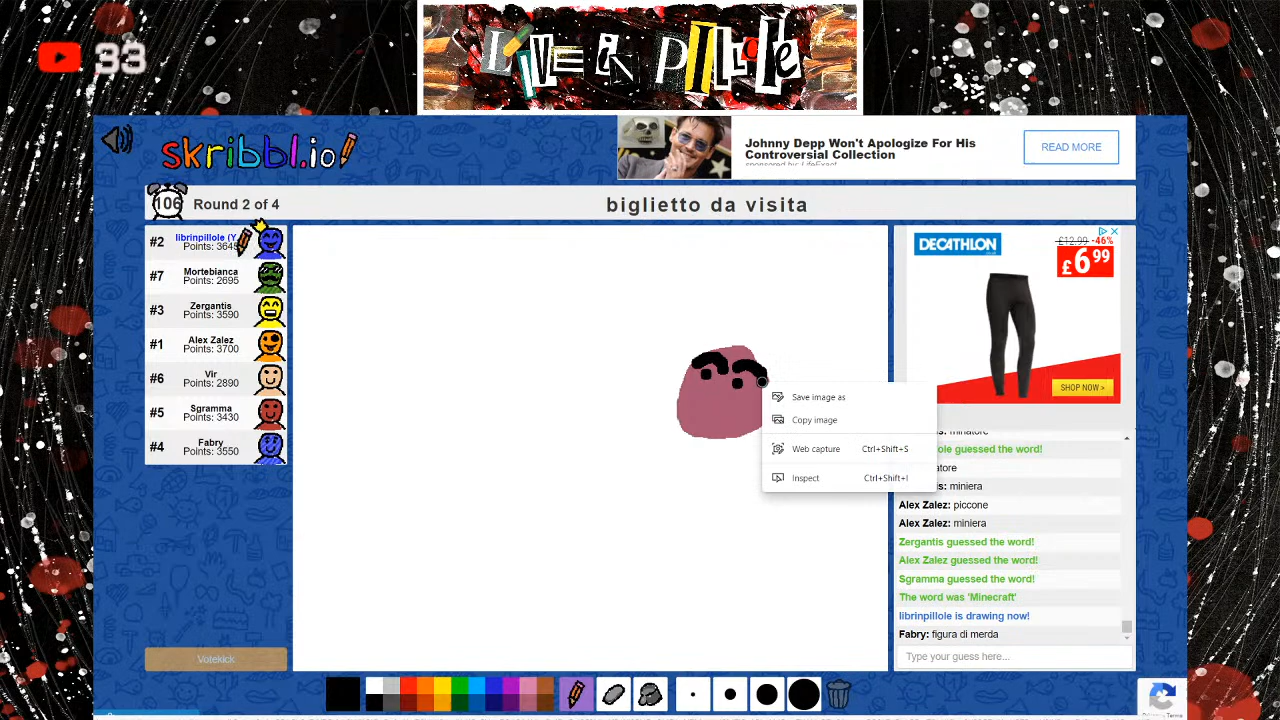 33
LiVE iN PiLLOLe
skribbl.io
Johnny Depp Won't Apologize For His
Controversial Collection
READ MORE
106
Round 2 of 4
biglietto da visita
#2
librinpillole (Y
Points: 3645
#7
Mortebianca
Points: 2695
#3
Zergantis
Points: 3590
#1
Alex Zalez
Points: 3700
#6
Vir
Points: 2890
#5
Sgramma
Points: 3430
#4
Fabry
Points: 3550
Votekick
Save image as
Copy image
Web capture Ctrl+Shift+S
Inspect Ctrl+Shift+I
DECATHLON
£12.99 -46%
£6.99
SHOP NOW >
guessed the word!
miniera
Alex Zalez: piccone
Alex Zalez: miniera
Zergantis guessed the word!
Alex Zalez guessed the word!
Sgramma guessed the word!
The word was 'Minecraft'
librinpillole is drawing now!
Fabry: figura di merda
Type your guess here...